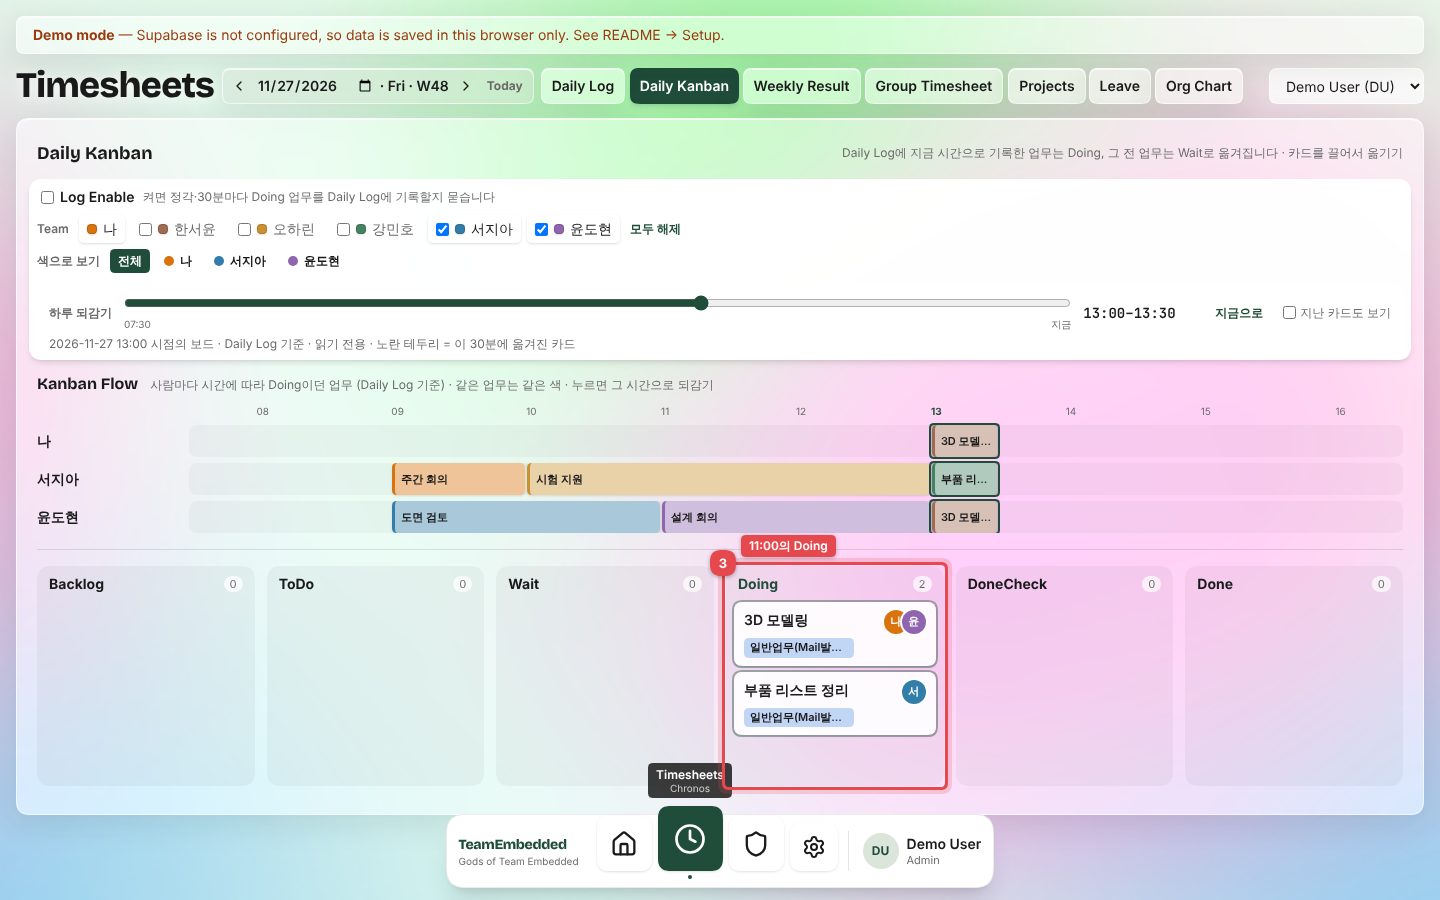 Demo mode — Supabase is not configured, so data is saved in this browser only. See README → Setup.
Timesheets
11/27/2026 · Fri · W48 Today
Daily Log
Daily Kanban
Weekly Result
Group Timesheet
Projects
Leave
Org Chart
Demo User (DU)
Daily Kanban
Daily Log에 지금 시간으로 기록한 업무는 Doing, 그 전 업무는 Wait로 옮겨집니다 · 카드를 끌어서 옮기기
Log Enable 켜면 정각·30분마다 Doing 업무를 Daily Log에 기록할지 묻습니다
Team 나 한서윤 오하린 강민호 서지아 윤도현 모두 해제
색으로 보기 전체 나 서지아 윤도현
하루 되감기
07:30
지금
13:00–13:30
지금으로
지난 카드도 보기
2026-11-27 13:00 시점의 보드 · Daily Log 기준 · 읽기 전용 · 노란 테두리 = 이 30분에 옮겨진 카드
Kanban Flow 사람마다 시간에 따라 Doing이던 업무 (Daily Log 기준) · 같은 업무는 같은 색 · 누르면 그 시간으로 되감기
08 09 10 11 12 13 14 15 16
나 3D 모델...
서지아 주간 회의 시험 지원 부품 리...
윤도현 도면 검토 설계 회의 3D 모델...
11:00의 Doing
3
Backlog 0
ToDo 0
Wait 0
Doing 2
3D 모델링 나 윤
일반업무(Mail발...
부품 리스트 정리 서
일반업무(Mail발...
DoneCheck 0
Done 0
Timesheets
Chronos
TeamEmbedded
Gods of Team Embedded
DU
Demo User
Admin